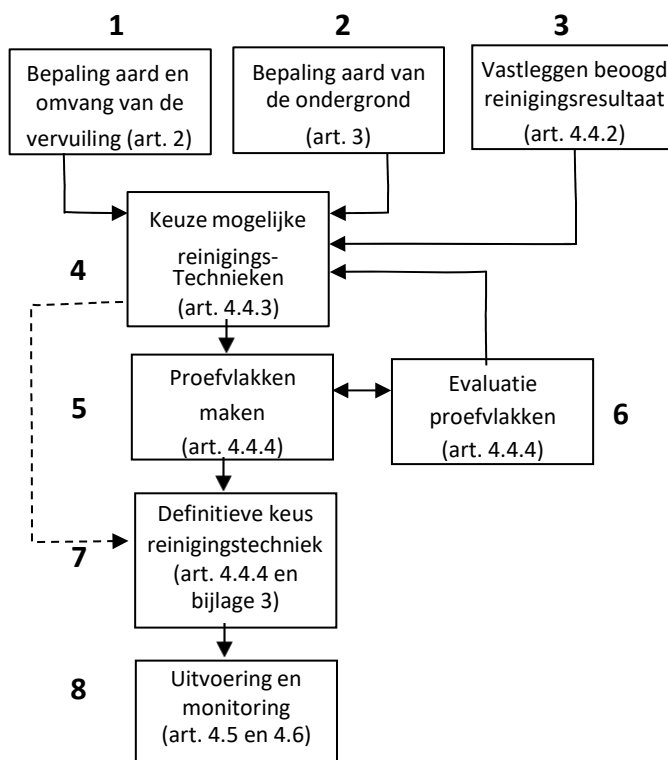 1
Bepaling aard en
omvang van de
vervuiling (art. 2)
2
Bepaling aard van
de ondergrond
(art. 3)
3
Vastleggen beoogd
reinigingsresultaat
(art. 4.4.2)
4
Keuze mogelijke
reinigings-
Technieken
(art. 4.4.3)
5
Proefvlakken
maken
(art. 4.4.4)
Evaluatie
proefvlakken
(art. 4.4.4)
6
7
Definitieve keus
reinigingstechniek
(art. 4.4.4 en
bijlage 3)
8
Uitvoering en
monitoring
(art. 4.5 en 4.6)